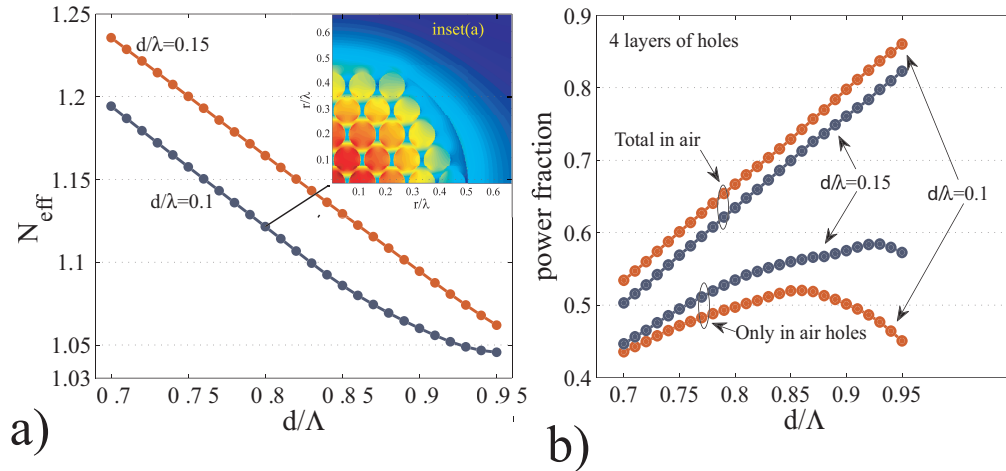 d/λ=0.15
inset(a)
r/λ
0.6
0.5
0.4
0.3
0.2
0.1
0.1 0.2 0.3 0.4 0.5 0.6
r/λ
N_eff
1.25
1.2
1.15
1.1
1.05
1.03
d/λ=0.1
0.7 0.75 0.8 0.85 0.9 0.95
d/Λ
a)
power fraction
0.9
0.8
0.7
0.6
0.5
0.4
4 layers of holes
Total in air
d/λ=0.15
d/λ=0.1
Only in air holes
0.7 0.75 0.8 0.85 0.9 0.95
d/Λ
b)